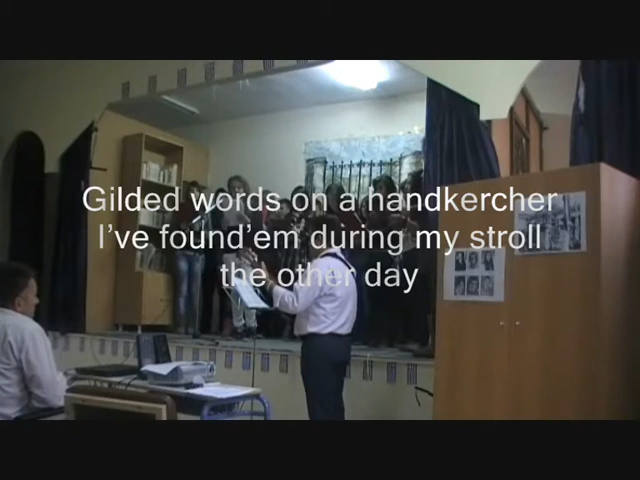 Gilded words on a handkercher
I've found'em during my stroll
the other day